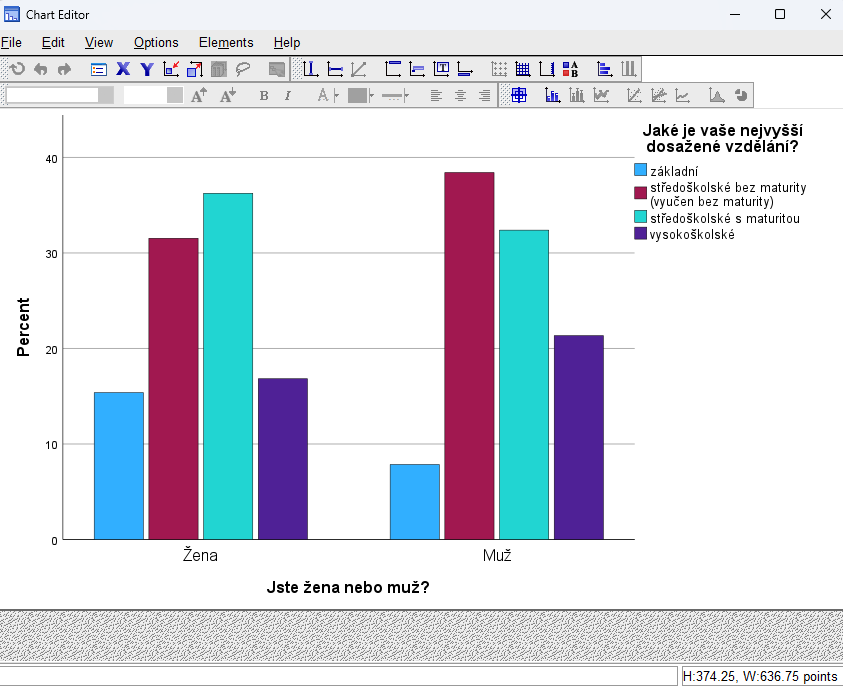 Chart Editor
File Edit View Options Elements Help
X Y
A B I A
Jaké je vaše nejvyšší
dosažené vzdělání?
základní
středoškolské bez maturity
(vyučen bez maturity)
středoškolské s maturitou
vysokoškolské
Percent
40
30
20
10
0
Žena Muž
Jste žena nebo muž?
H:374.25, W:636.75 points